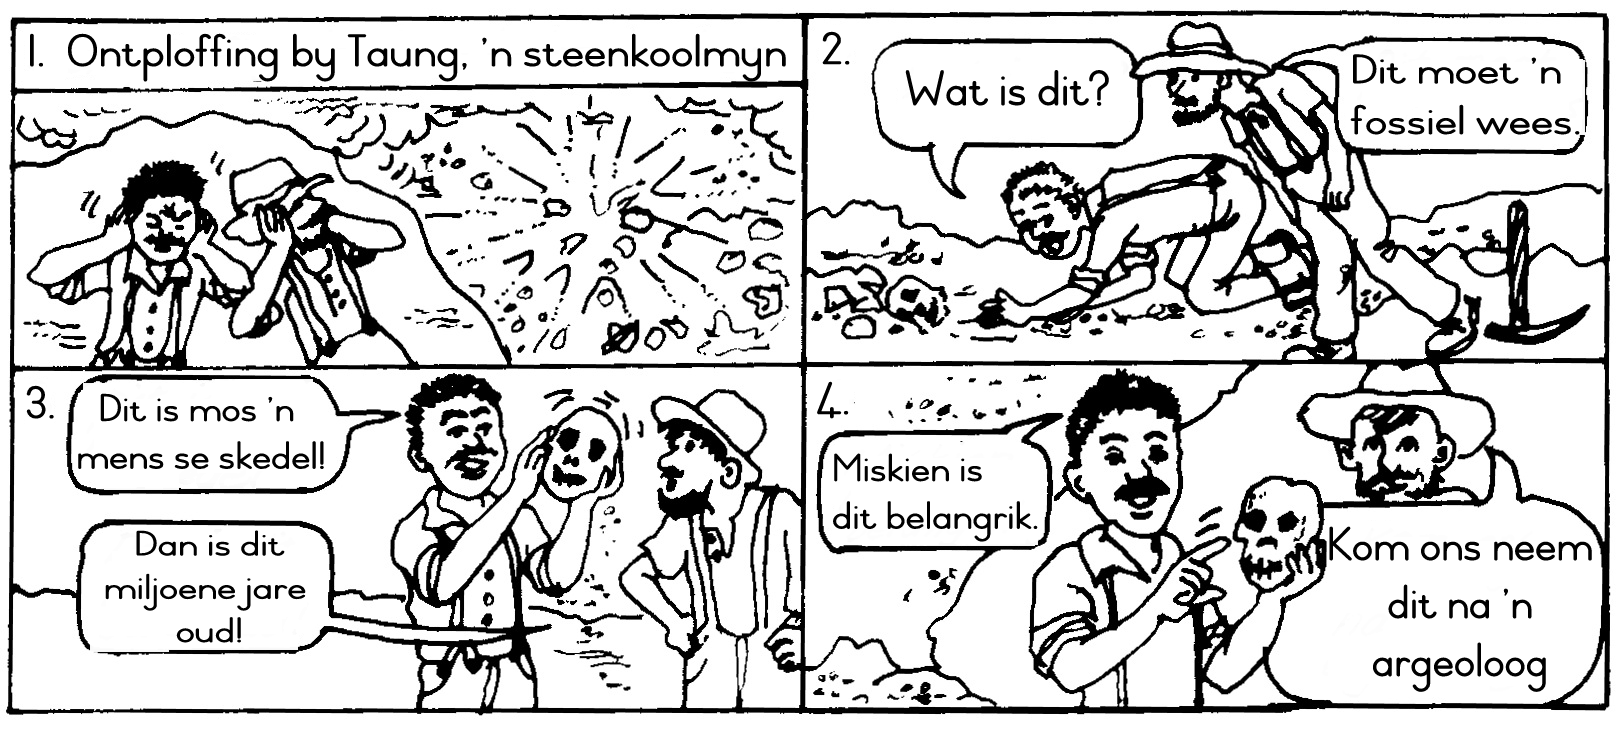 1. Ontploffing by Taung, 'n steenkoolmyn
2.
Wat is dit?
Dit moet 'n
fossiel wees.
3.
Dit is mos 'n
mens se skedel!
Dan is dit
miljoene jare
oud!
4.
Miskien is
dit belangrik.
Kom ons neem
dit na 'n
argeoloog